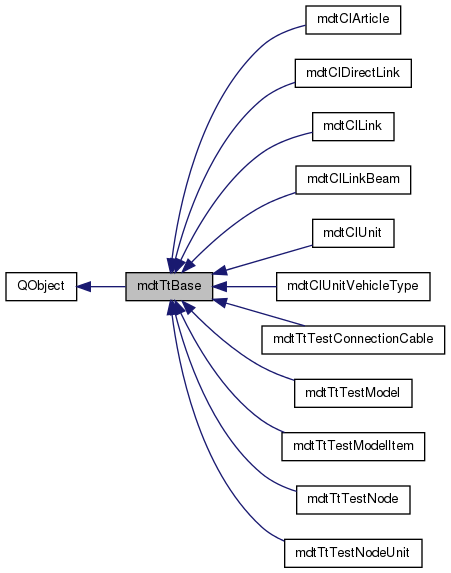 mdtClArticle
mdtClDirectLink
mdtClLink
mdtClLinkBeam
mdtClUnit
QObject
mdtTtBase
mdtClUnitVehicleType
mdtTtTestConnectionCable
mdtTtTestModel
mdtTtTestModelItem
mdtTtTestNode
mdtTtTestNodeUnit